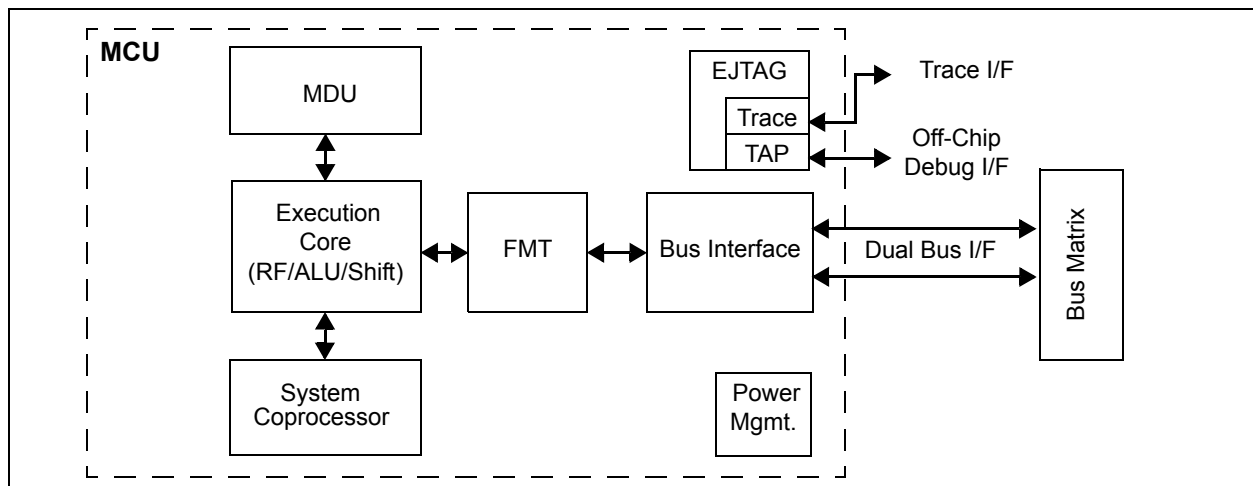 MCU
MDU
EJTAG
Trace
TAP
Trace I/F
Off-Chip
Debug I/F
Execution
Core
(RF/ALU/Shift)
FMT
Bus Interface
Dual Bus I/F
Bus Matrix
System
Coprocessor
Power
Mgmt.